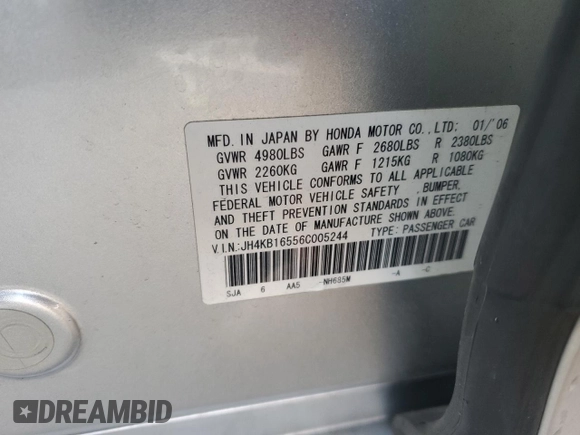 MFD. IN JAPAN BY HONDA MOTOR CO., LTD: 01/'06
GVWR 4980LBS GAWR F 2680LBS R 2380LBS
GVWR 2260KG GAWR F 1215KG R 1080KG
THIS VEHICLE CONFORMS TO ALL APPLICABLE
FEDERAL MOTOR VEHICLE SAFETY , BUMPER,
AND THEFT PREVENTION STANDARDS IN EFFECT
ON THE DATE OF MANUFACTURE SHOWN ABOVE.
V.I.N:JH4KB16556C005244 TYPE: PASSENGER CAR
SJA 6 AA5 -NH685M -A -C
DREAMBID